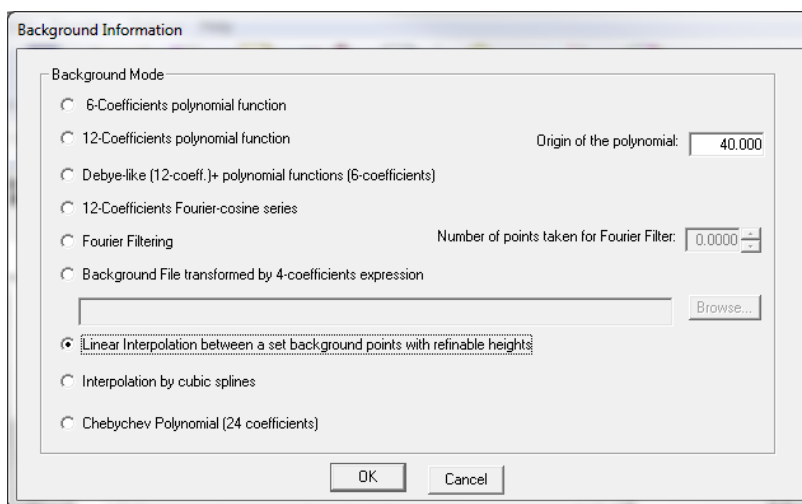 Background Information
Background Mode
6-Coefficients polynomial function
12-Coefficients polynomial function
Origin of the polynomial: 40.000
Debye-like (12-coeff.)+ polynomial functions (6-coefficients)
12-Coefficients Fourier-cosine series
Fourier Filtering
Number of points taken for Fourier Filter: 0.0000
Background File transformed by 4-coefficients expression
Browse...
Linear Interpolation between a set background points with refinable heights
Interpolation by cubic splines
Chebychev Polynomial (24 coefficients)
OK Cancel